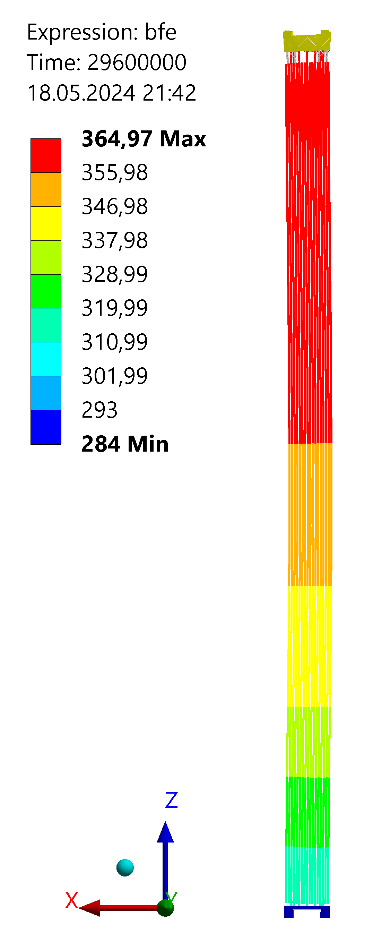 Expression: bfe
Time: 29600000
18.05.2024 21:42
364,97 Max
355,98
346,98
337,98
328,99
319,99
310,99
301,99
293
284 Min
Z
X
Y